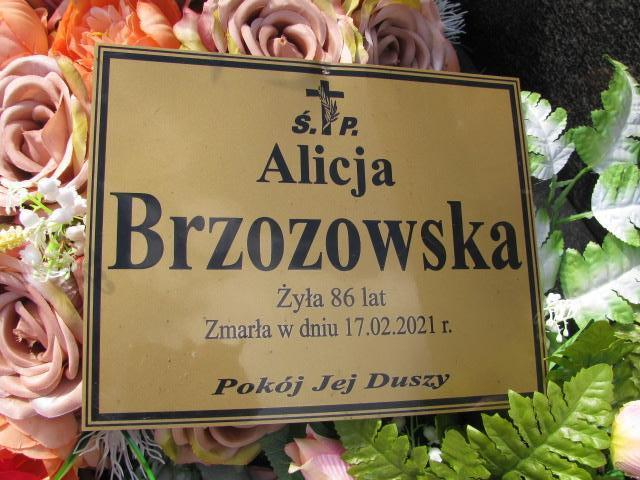 Ś. P.
Alicja
Brzozowska
Żyła 86 lat
Zmarła w dniu 17.02.2021 r.
Pokój Jej Duszy